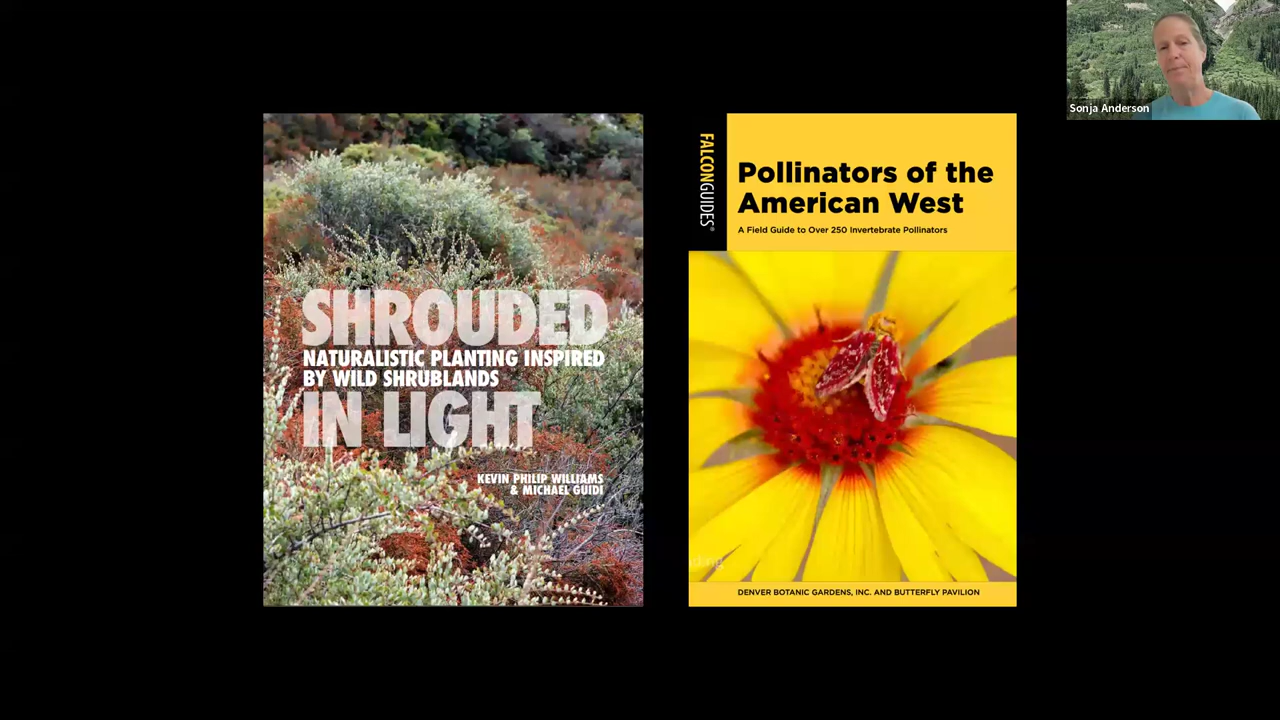 Sonja Anderson
SHROUDED
NATURALISTIC PLANTING INSPIRED
BY WILD SHRUBLANDS
IN LIGHT
KEVIN PHILIP WILLIAMS
& MICHAEL GUIDI
FALCONGUIDES®
Pollinators of the
American West
A Field Guide to Over 250 Invertebrate Pollinators
DENVER BOTANIC GARDENS, INC. AND BUTTERFLY PAVILION